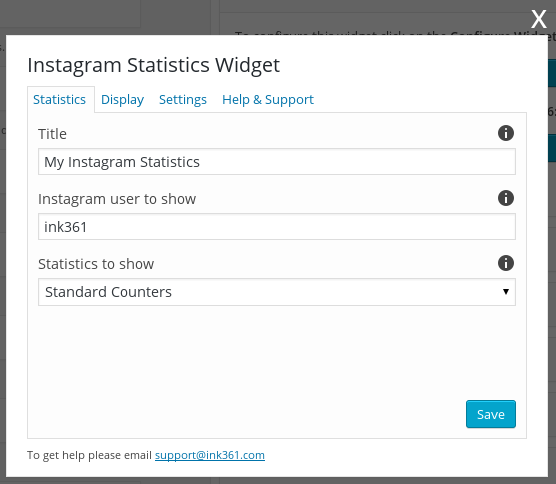 X
To configure this widget click on the Configure Widget
Instagram Statistics Widget
Statistics Display Settings Help & Support
Title
My Instagram Statistics
Instagram user to show
ink361
Statistics to show
Standard Counters
Save
To get help please email support@ink361.com